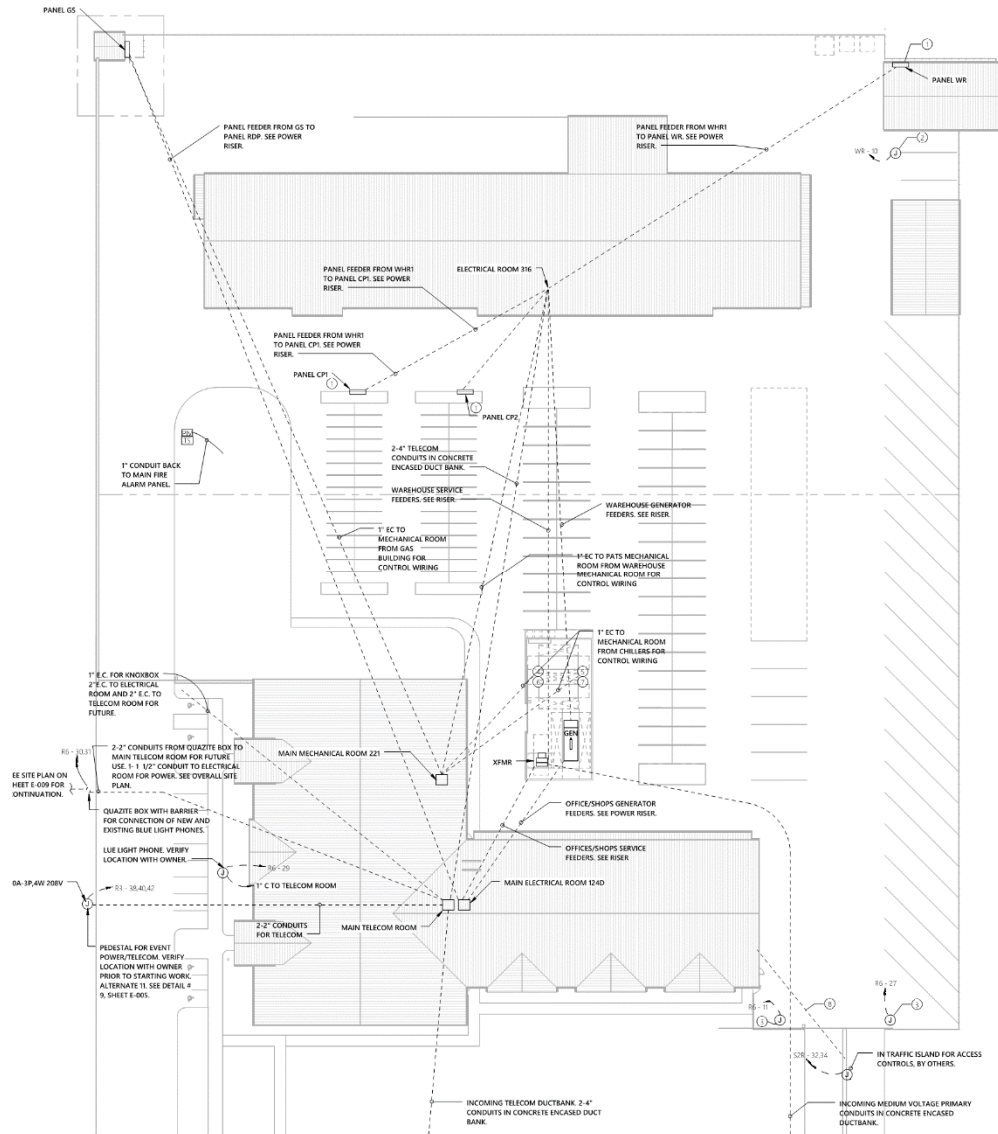 PANEL GS
1
PANEL WR
PANEL FEEDER FROM GS TO
PANEL RDP. SEE POWER
RISER.
PANEL FEEDER FROM WHR1
TO PANEL WR. SEE POWER
RISER.
2
WR - 10
J
PANEL FEEDER FROM WHR1
TO PANEL CP1. SEE POWER
RISER.
ELECTRICAL ROOM 316
PANEL FEEDER FROM WHR1
TO PANEL CP1. SEE POWER
RISER.
PANEL CP1
1
1
PANEL CP2
1" CONDUIT BACK
TO MAIN FIRE
ALARM PANEL.
2-4" TELECOM
CONDUITS IN CONCRETE
ENCASED DUCT BANK.
WAREHOUSE SERVICE
FEEDERS. SEE RISER.
WAREHOUSE GENERATOR
FEEDERS. SEE RISER.
1" EC TO
MECHANICAL ROOM
FROM GAS
BUILDING FOR
CONTROL WIRING
1" EC TO PATS MECHANICAL
ROOM FROM WAREHOUSE
MECHANICAL ROOM FOR
CONTROL WIRING
1" EC TO
MECHANICAL ROOM
FROM CHILLERS FOR
CONTROL WIRING
5
6
7
1" E.C. FOR KNOXBOX
2" E.C. TO ELECTRICAL
ROOM AND 2" E.C. TO
TELECOM ROOM FOR
FUTURE.
GEN
2-2" CONDUITS FROM QUAZITE BOX TO
MAIN TELECOM ROOM FOR FUTURE
USE. 1- 1 1/2" CONDUIT TO ELECTRICAL
ROOM FOR POWER. SEE OVERALL SITE
PLAN.
R6 - 30,31
MAIN MECHANICAL ROOM 221
XFMR
EE SITE PLAN ON
HEET E-009 FOR
ONTINUATION.
QUAZITE BOX WITH BARRIER
FOR CONNECTION OF NEW AND
EXISTING BLUE LIGHT PHONES.
OFFICE/SHOPS GENERATOR
FEEDERS. SEE POWER RISER.
OFFICES/SHOPS SERVICE
FEEDERS. SEE RISER
LUE LIGHT PHONE. VERIFY
LOCATION WITH OWNER.
J
R6 - 29
1" C TO TELECOM ROOM
MAIN ELECTRICAL ROOM 124D
0A-3P,4W 208V
J
R3 - 38,40,42
2-2" CONDUITS
FOR TELECOM.
MAIN TELECOM ROOM
PEDESTAL FOR EVENT
POWER/TELECOM. VERIFY
LOCATION WITH OWNER
PRIOR TO STARTING WORK.
ALTERNATE 11. SEE DETAIL #
9, SHEET E-005.
R6 - 27
8
R6 - 11
3
J
J
3
S2R - 32,34
J
IN TRAFFIC ISLAND FOR ACCESS
CONTROLS, BY OTHERS.
INCOMING TELECOM DUCTBANK. 2-4"
CONDUITS IN CONCRETE ENCASED DUCT
BANK.
INCOMING MEDIUM VOLTAGE PRIMARY
CONDUITS IN CONCRETE ENCASED
DUCTBANK.